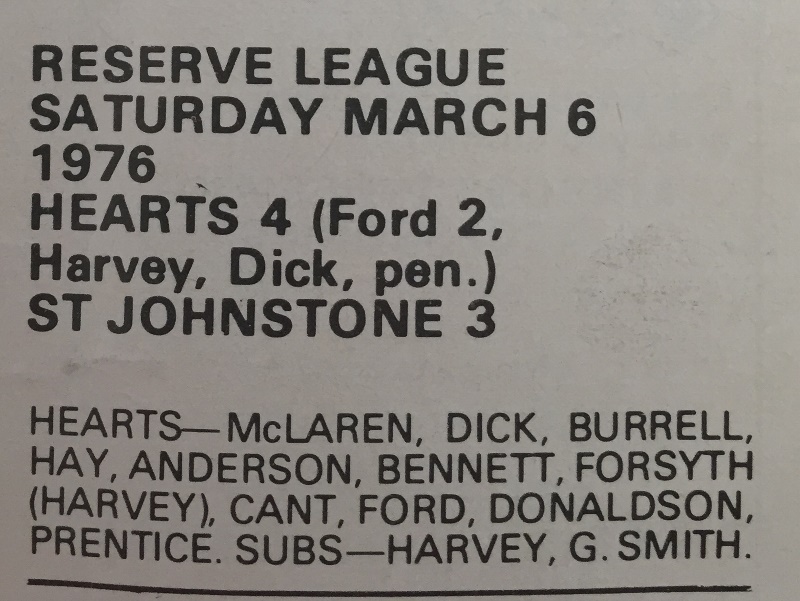 RESERVE LEAGUE
SATURDAY MARCH 6
1976
HEARTS 4 (Ford 2,
Harvey, Dick, pen.)
ST JOHNSTONE 3
HEARTS—McLAREN, DICK, BURRELL,
HAY, ANDERSON, BENNETT, FORSYTH
(HARVEY), CANT, FORD, DONALDSON,
PRENTICE. SUBS—HARVEY, G. SMITH.